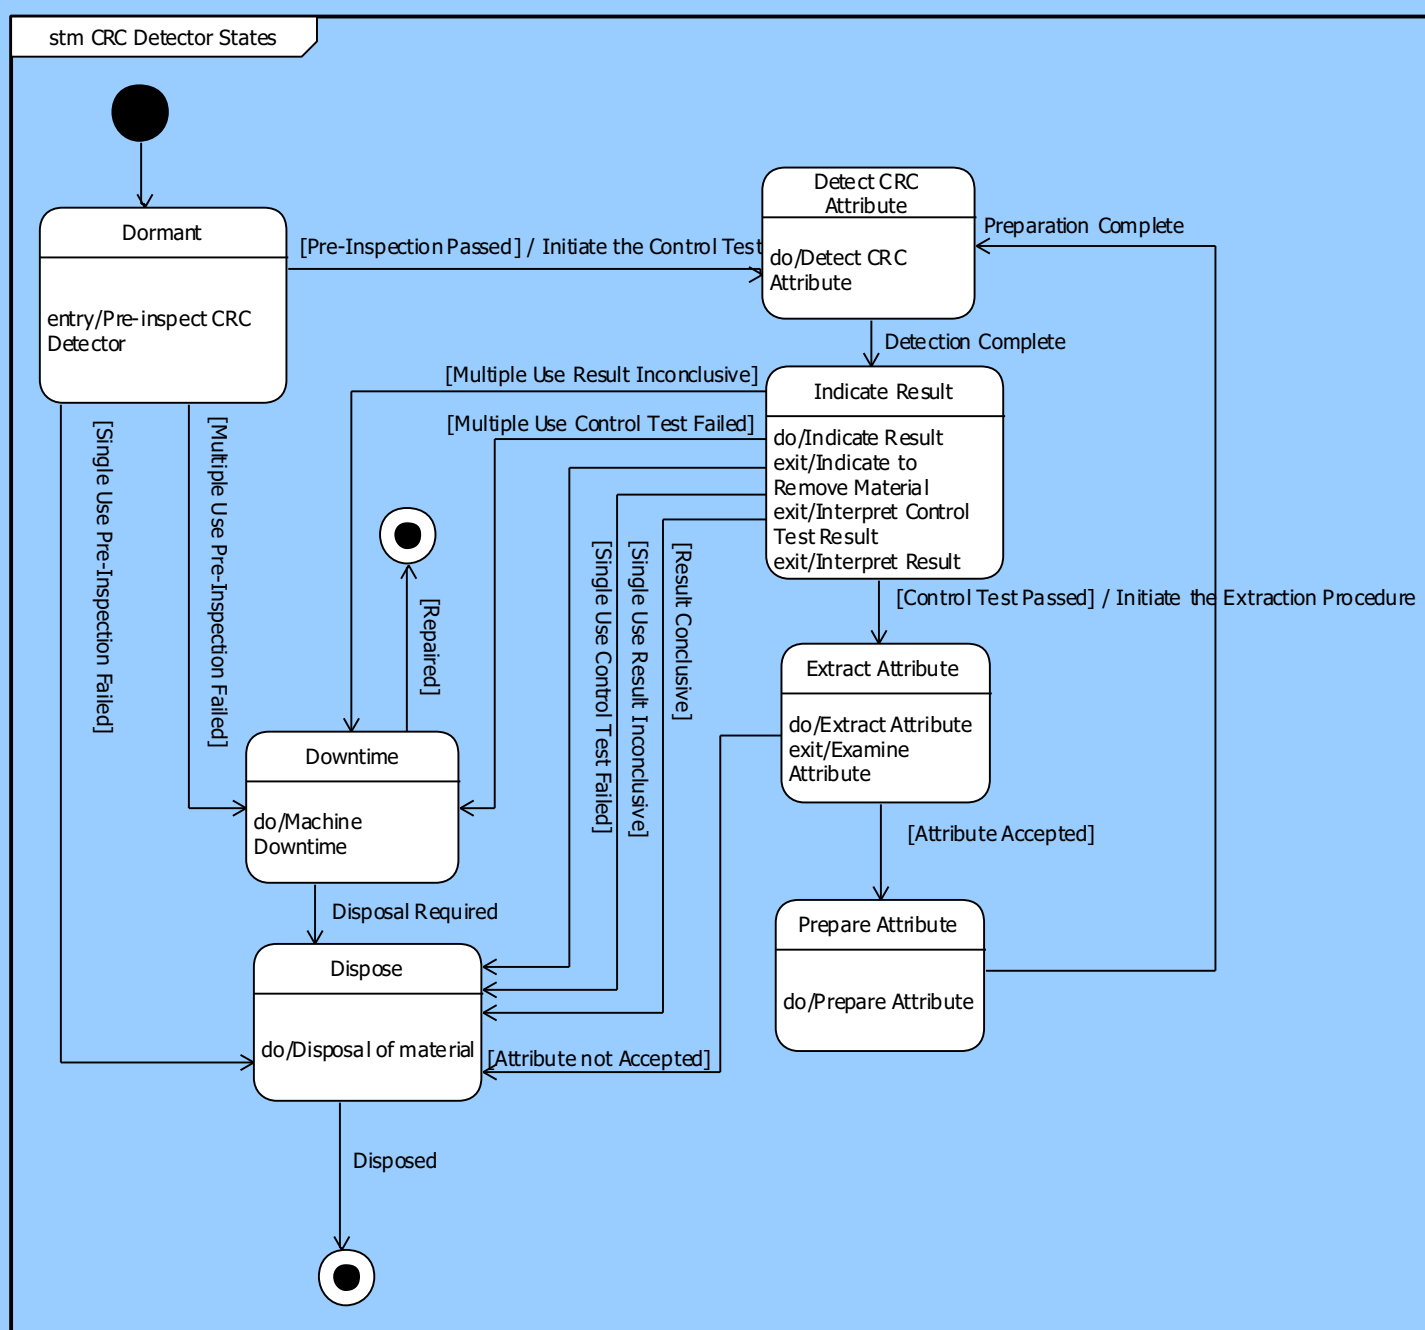 stm CRC Detector States
Detect CRC
Attribute
do/Detect CRC
Attribute
Preparation Complete
Dormant
entry/Pre-inspect CRC
Detector
[Pre-Inspection Passed] / Initiate the Control Test
Detection Complete
[Multiple Use Result Inconclusive]
[Multiple Use Control Test Failed]
Indicate Result
do/Indicate Result
exit/Indicate to
Remove Material
exit/Interpret Control
Test Result
exit/Interpret Result
[Single Use Pre-Inspection Failed]
[Multiple Use Pre-Inspection Failed]
[Repaired]
[Single Use Control Test Failed]
[Single Use Result Inconclusive]
[Result Conclusive]
[Control Test Passed] / Initiate the Extraction Procedure
Extract Attribute
do/Extract Attribute
exit/Examine
Attribute
Downtime
do/Machine
Downtime
[Attribute Accepted]
Disposal Required
Prepare Attribute
do/Prepare Attribute
Dispose
do/Disposal of material
[Attribute not Accepted]
Disposed